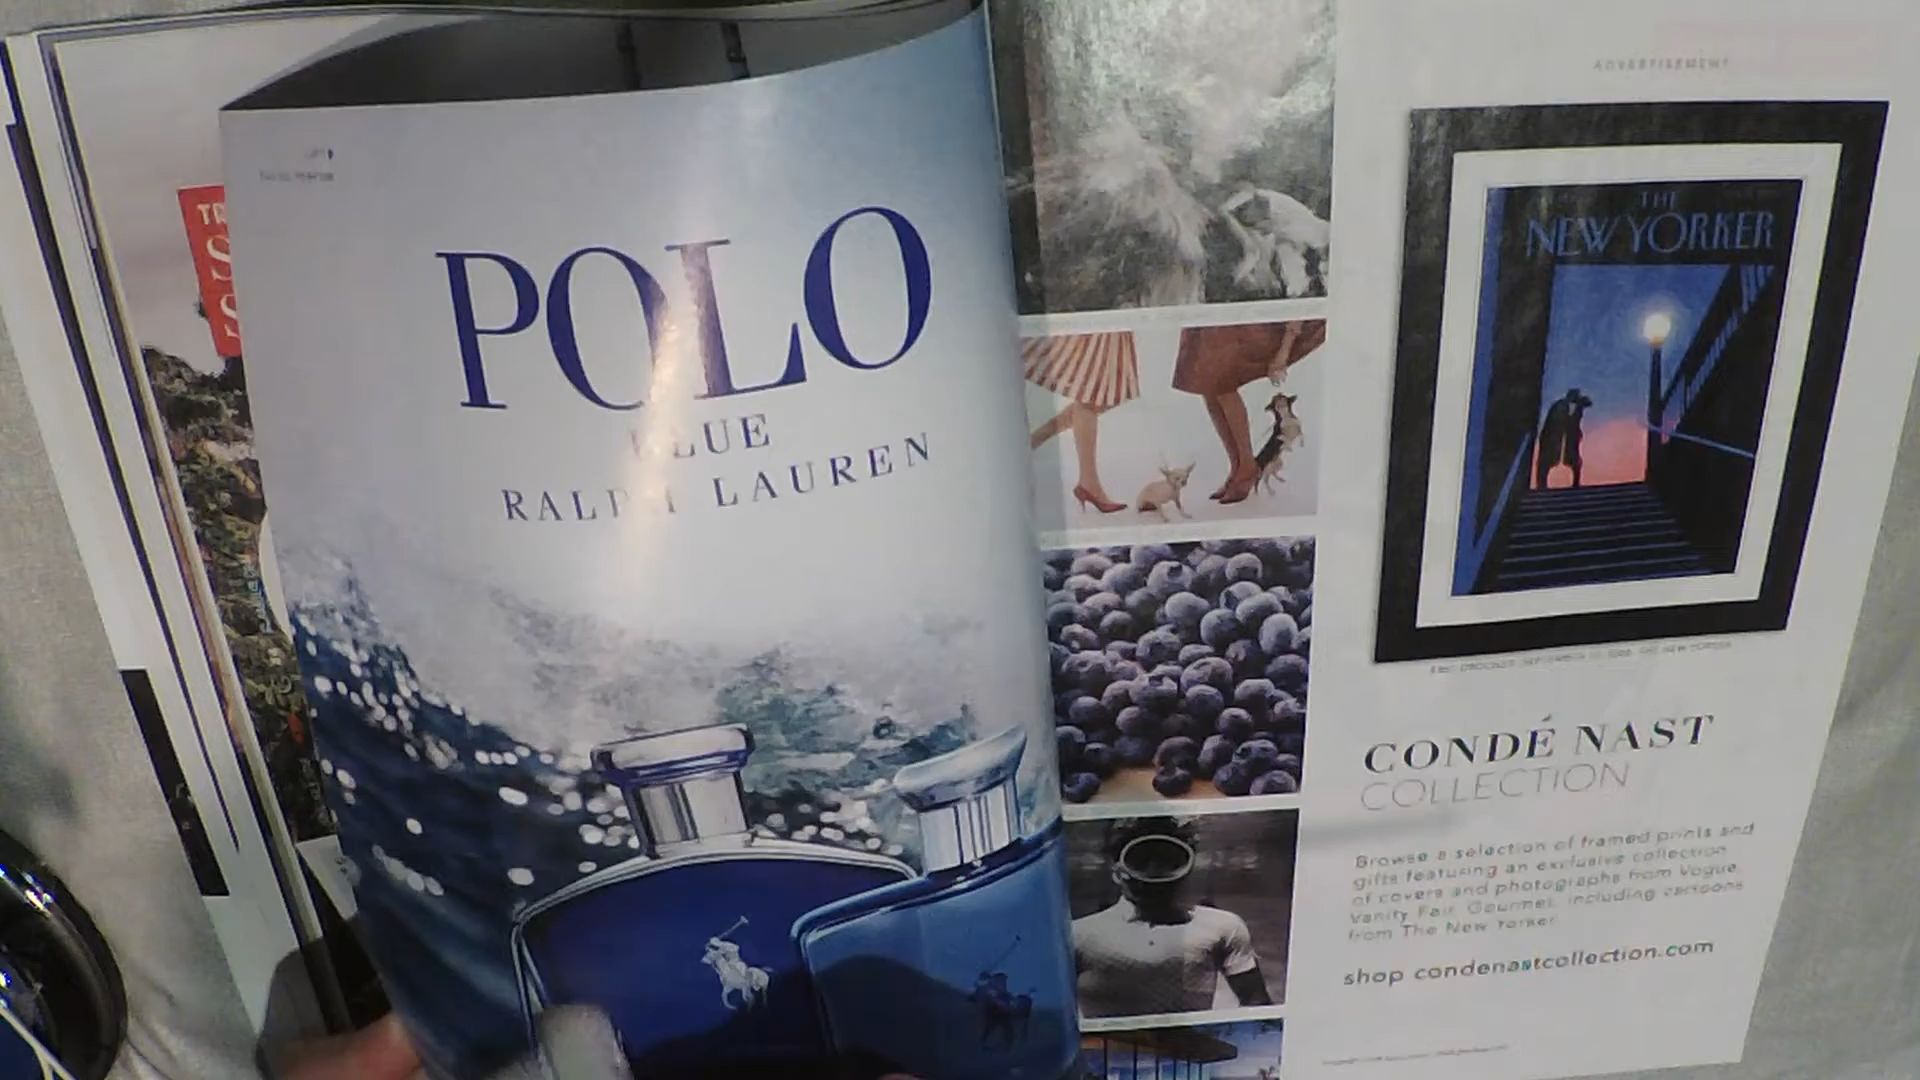 TR
S
S
POLO
BLUE
RALPH LAUREN
ADVERTISEMENT
THE
NEW YORKER
CONDÉ NAST
COLLECTION
Browse a selection of framed prints and
gifts featuring an exclusive collection
of covers and photographs from Vogue,
Vanity Fair, Gourmet, including cartoons
from The New Yorker.
shop condenastcollection.com